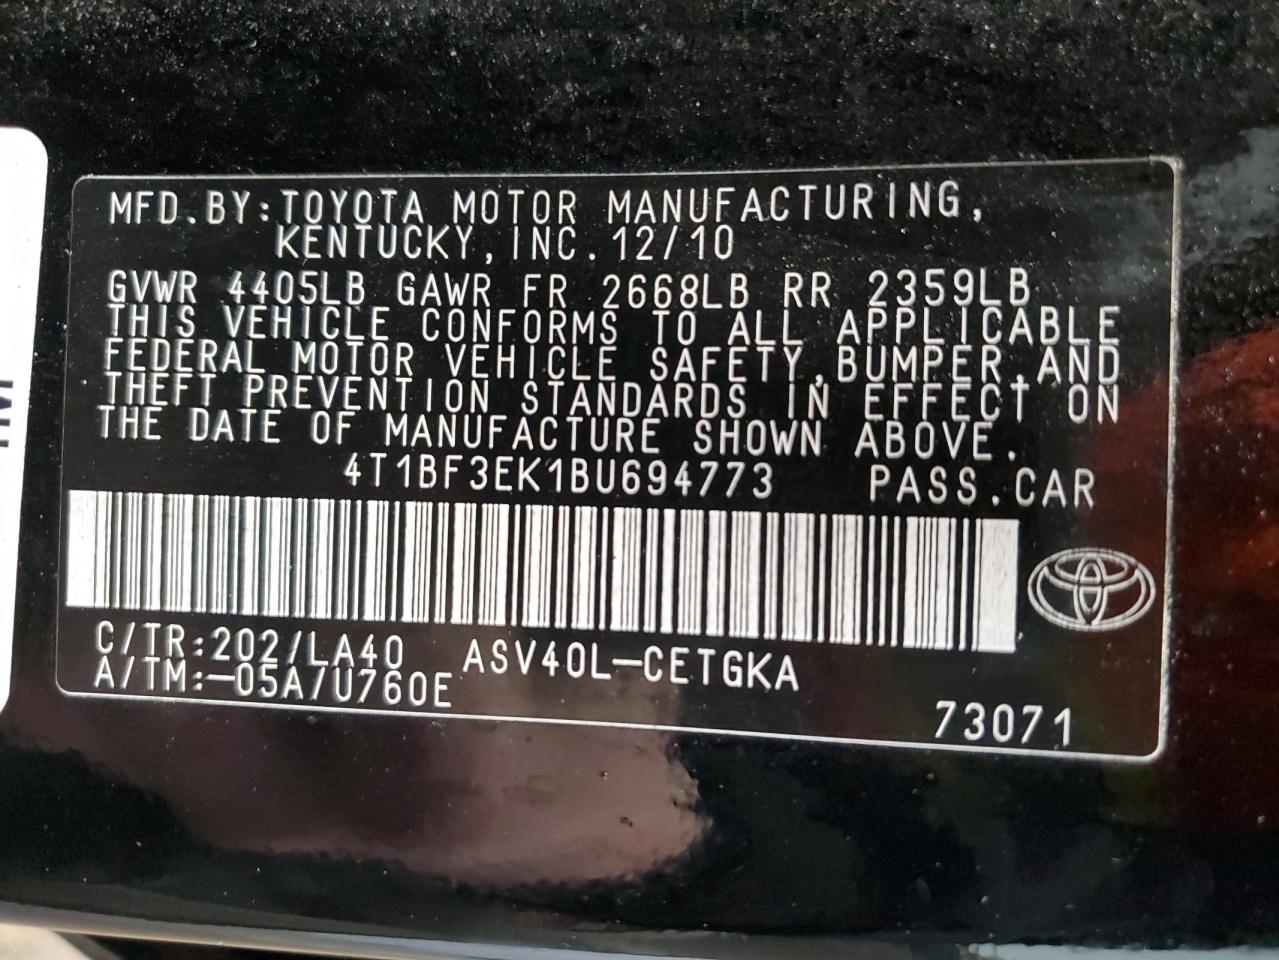 MFD.BY:TOYOTA MOTOR MANUFACTURING,
KENTUCKY, INC. 12/10
GVWR 4405LB GAWR FR 2668LB RR 2359LB
THIS VEHICLE CONFORMS TO ALL APPLICABLE
FEDERAL MOTOR VEHICLE SAFETY, BUMPER, AND
THEFT PREVENTION STANDARDS IN EFFECT ON
THE DATE OF MANUFACTURE SHOWN ABOVE.
4T1BF3EK1BU694773 PASS.CAR
C/TR:202/LA40 ASV40L-CETGKA
A/TM:-05A/U760E
73071